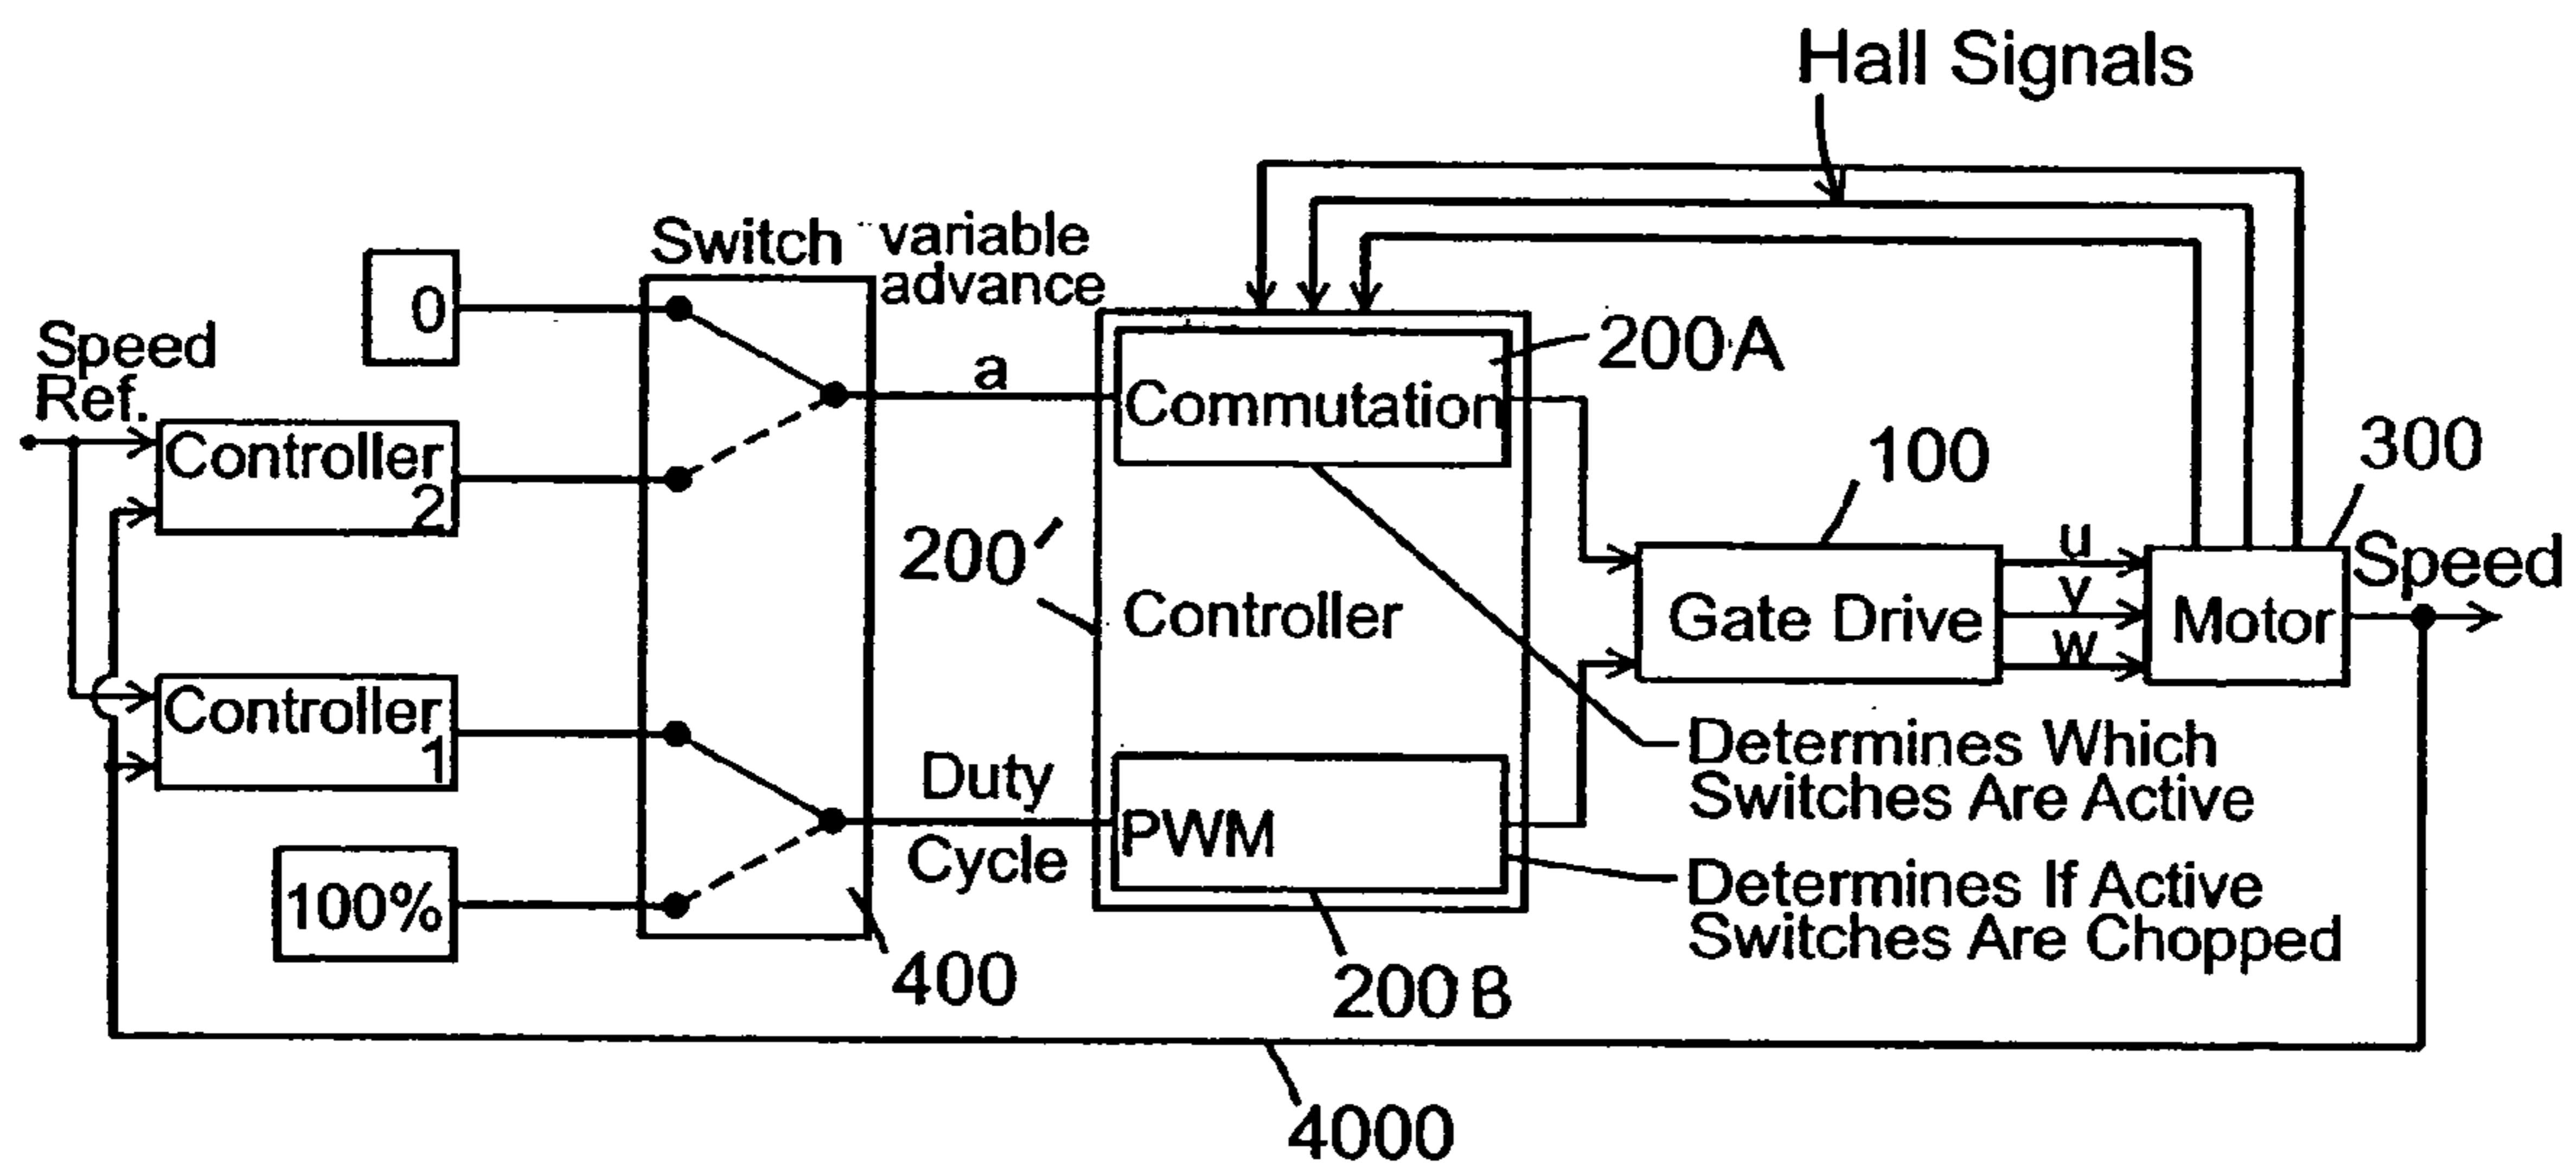 Hall Signals
Switch
variable
advance
0
Speed
Ref.
a
200A
Commutation
Controller
2
100
300
200'
u
v
w
Speed
Gate Drive
Motor
Controller
Controller
1
Duty
Cycle
PWM
Determines Which
Switches Are Active
100%
Determines If Active
Switches Are Chopped
400
200B
4000